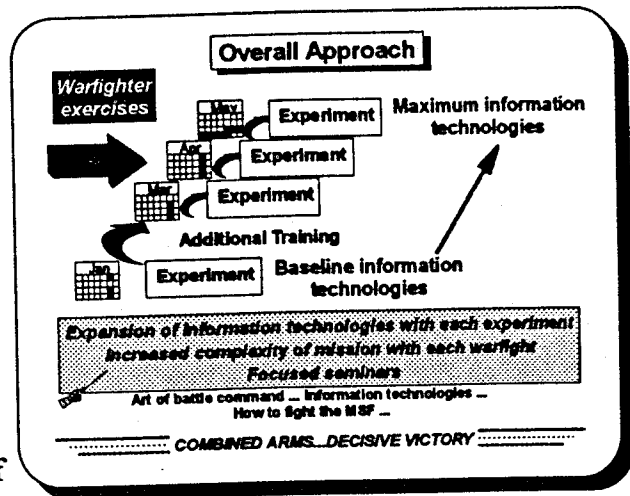 Overall Approach
Warfighter
exercises
May
Experiment
Maximum information
technologies
Apr
Experiment
Mar
Experiment
Additional Training
Jan
Experiment
Baseline information
technologies
Expansion of information technologies with each experiment
Increased complexity of mission with each warfight
Focused seminars
Art of battle command ... Information technologies ...
How to fight the MSF ...
COMBINED ARMS...DECISIVE VICTORY
f